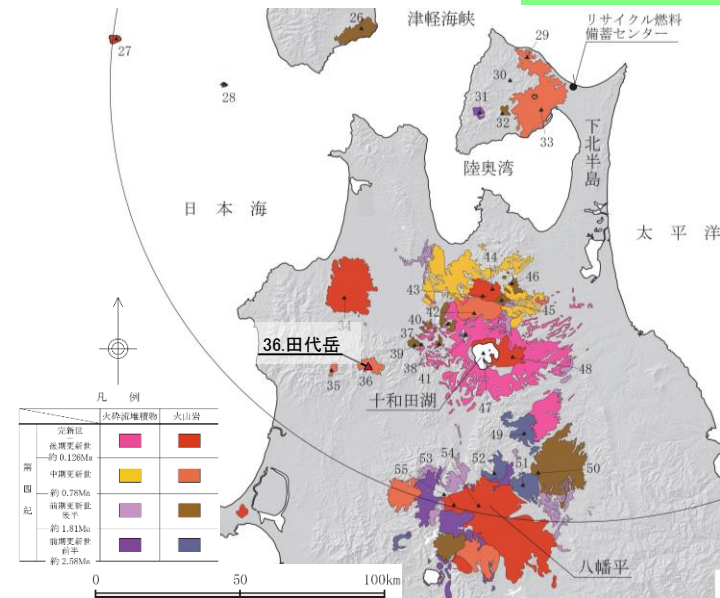 津軽海峡
リサイクル燃料
備蓄センター
26
27
28
29
30
31
32
33
下北半島
陸奥湾
日本海
太平洋
44
46
43
42
45
40
37
34
36.田代岳
39
38
41
35
36
48
十和田湖
47
凡例
火砕流堆積物 火山岩
第四紀
完新世
後期更新世
約 0.126Ma
中期更新世
約 0.78Ma
前期更新世
後半
約 1.81Ma
前期更新世
前半
約 2.58Ma
49
54
53
52
51
50
55
八幡平
0 50 100km